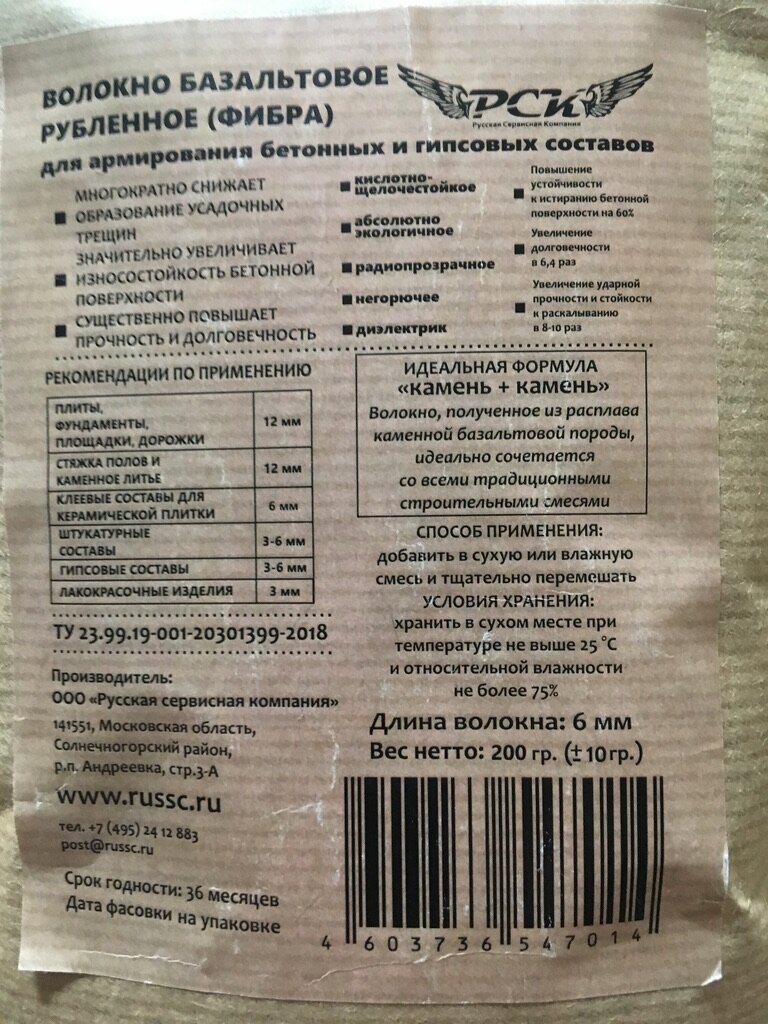 ВОЛОКНО БАЗАЛЬТОВОЕ
РУБЛЕННОЕ (ФИБРА)
РСК
Русская Сервисная Компания
для армирования бетонных и гипсовых составов
МНОГОКРАТНО СНИЖАЕТ
ОБРАЗОВАНИЕ УСАДОЧНЫХ
ТРЕЩИН
ЗНАЧИТЕЛЬНО УВЕЛИЧИВАЕТ
ИЗНОСОСТОЙКОСТЬ БЕТОННОЙ
ПОВЕРХНОСТИ
СУЩЕСТВЕННО ПОВЫШАЕТ
ПРОЧНОСТЬ И ДОЛГОВЕЧНОСТЬ
кислотно-
щелочестойкое
абсолютно
экологичное
радиопрозрачное
негорючее
диэлектрик
Повышение
устойчивости
к истиранию бетонной
поверхности на 60%
Увеличение
долговечности
в 6,4 раз
Увеличение ударной
прочности и стойкости
к раскалыванию
в 8-10 раз
РЕКОМЕНДАЦИИ ПО ПРИМЕНЕНИЮ
ПЛИТЫ,
ФУНДАМЕНТЫ,
ПЛОЩАДКИ, ДОРОЖКИ
12 мм
СТЯЖКА ПОЛОВ И
КАМЕННОЕ ЛИТЬЕ
12 мм
КЛЕЕВЫЕ СОСТАВЫ ДЛЯ
КЕРАМИЧЕСКОЙ ПЛИТКИ
6 мм
ШТУКАТУРНЫЕ
СОСТАВЫ
3-6 мм
ГИПСОВЫЕ СОСТАВЫ
3-6 мм
ЛАКОКРАСОЧНЫЕ ИЗДЕЛИЯ
3 мм
ТУ 23.99.19-001-20301399-2018
Производитель:
ООО «Русская сервисная компания»
141551, Московская область,
Солнечногорский район,
р.п. Андреевка, стр.3-А
www.russc.ru
тел. +7 (495) 24 12 883
post@russc.ru
Срок годности: 36 месяцев
Дата фасовки на упаковке
ИДЕАЛЬНАЯ ФОРМУЛА
«камень + камень»
Волокно, полученное из расплава
каменной базальтовой породы,
идеально сочетается
со всеми традиционными
строительными смесями
СПОСОБ ПРИМЕНЕНИЯ:
добавить в сухую или влажную
смесь и тщательно перемешать
УСЛОВИЯ ХРАНЕНИЯ:
хранить в сухом месте при
температуре не выше 25 °С
и относительной влажности
не более 75%
Длина волокна: 6 мм
Вес нетто: 200 гр. (±10гр.)
4 603736 547014